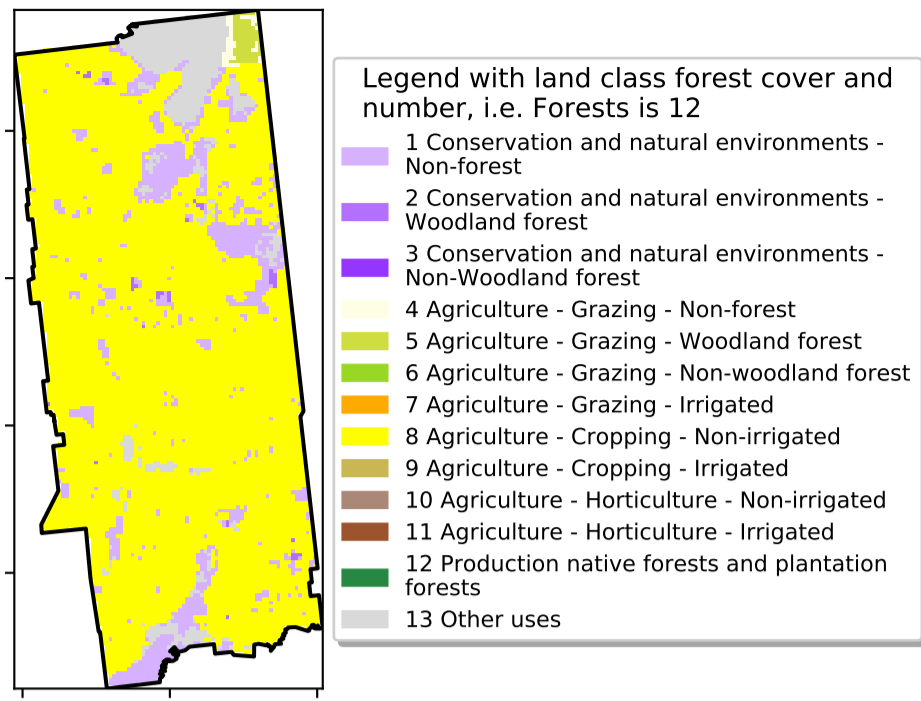 Legend with land class forest cover and
number, i.e. Forests is 12
1 Conservation and natural environments -
Non-forest
2 Conservation and natural environments -
Woodland forest
3 Conservation and natural environments -
Non-Woodland forest
4 Agriculture - Grazing - Non-forest
5 Agriculture - Grazing - Woodland forest
6 Agriculture - Grazing - Non-woodland forest
7 Agriculture - Grazing - Irrigated
8 Agriculture - Cropping - Non-irrigated
9 Agriculture - Cropping - Irrigated
10 Agriculture - Horticulture - Non-irrigated
11 Agriculture - Horticulture - Irrigated
12 Production native forests and plantation
forests
13 Other uses